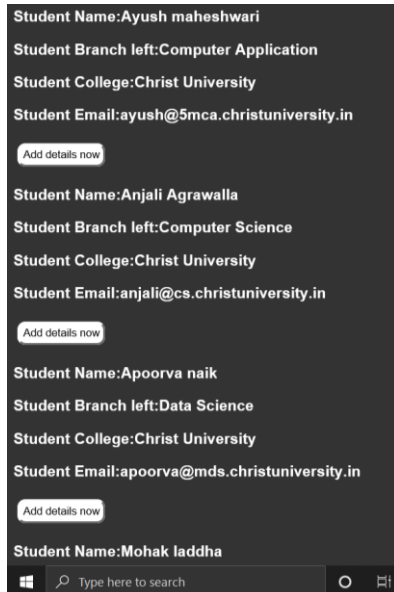 Student Name:Ayush maheshwari
Student Branch left:Computer Application
Student College:Christ University
Student Email:ayush@5mca.christuniversity.in
Add details now
Student Name:Anjali Agrawalla
Student Branch left:Computer Science
Student College:Christ University
Student Email:anjali@cs.christuniversity.in
Add details now
Student Name:Apoorva naik
Student Branch left:Data Science
Student College:Christ University
Student Email:apoorva@mds.christuniversity.in
Add details now
Student Name:Mohak laddha
Type here to search